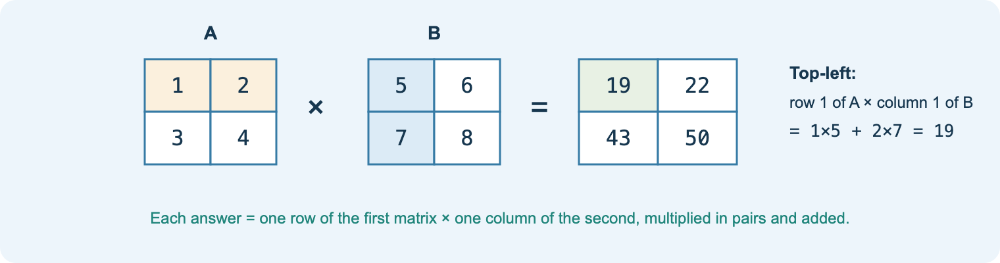 A B
1 2 5 6 19 22
× =
3 4 7 8 43 50
Top-left:
row 1 of A × column 1 of B
= 1×5 + 2×7 = 19
Each answer = one row of the first matrix × one column of the second, multiplied in pairs and added.